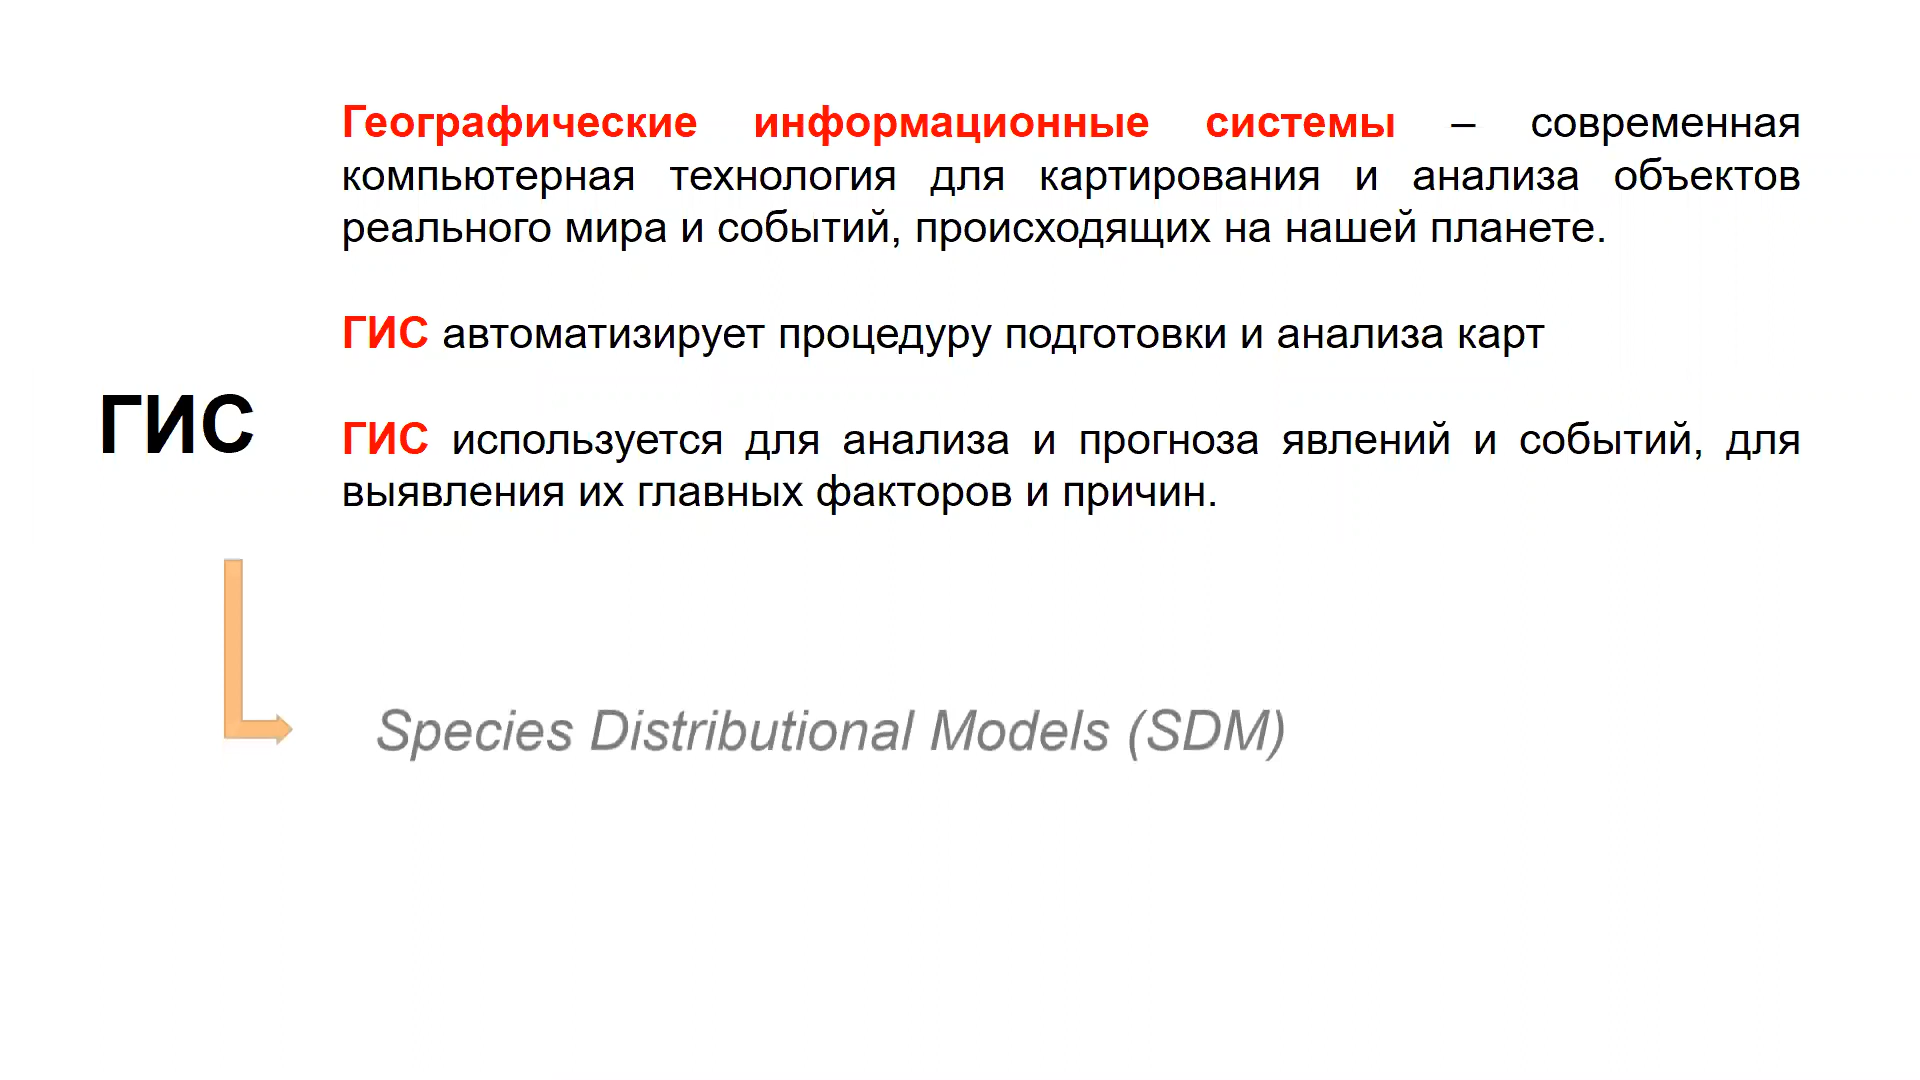 Географические информационные системы – современная
компьютерная технология для картирования и анализа объектов
реального мира и событий, происходящих на нашей планете.
ГИС автоматизирует процедуру подготовки и анализа карт
ГИС
ГИС используется для анализа и прогноза явлений и событий, для
выявления их главных факторов и причин.
Species Distributional Models (SDM)